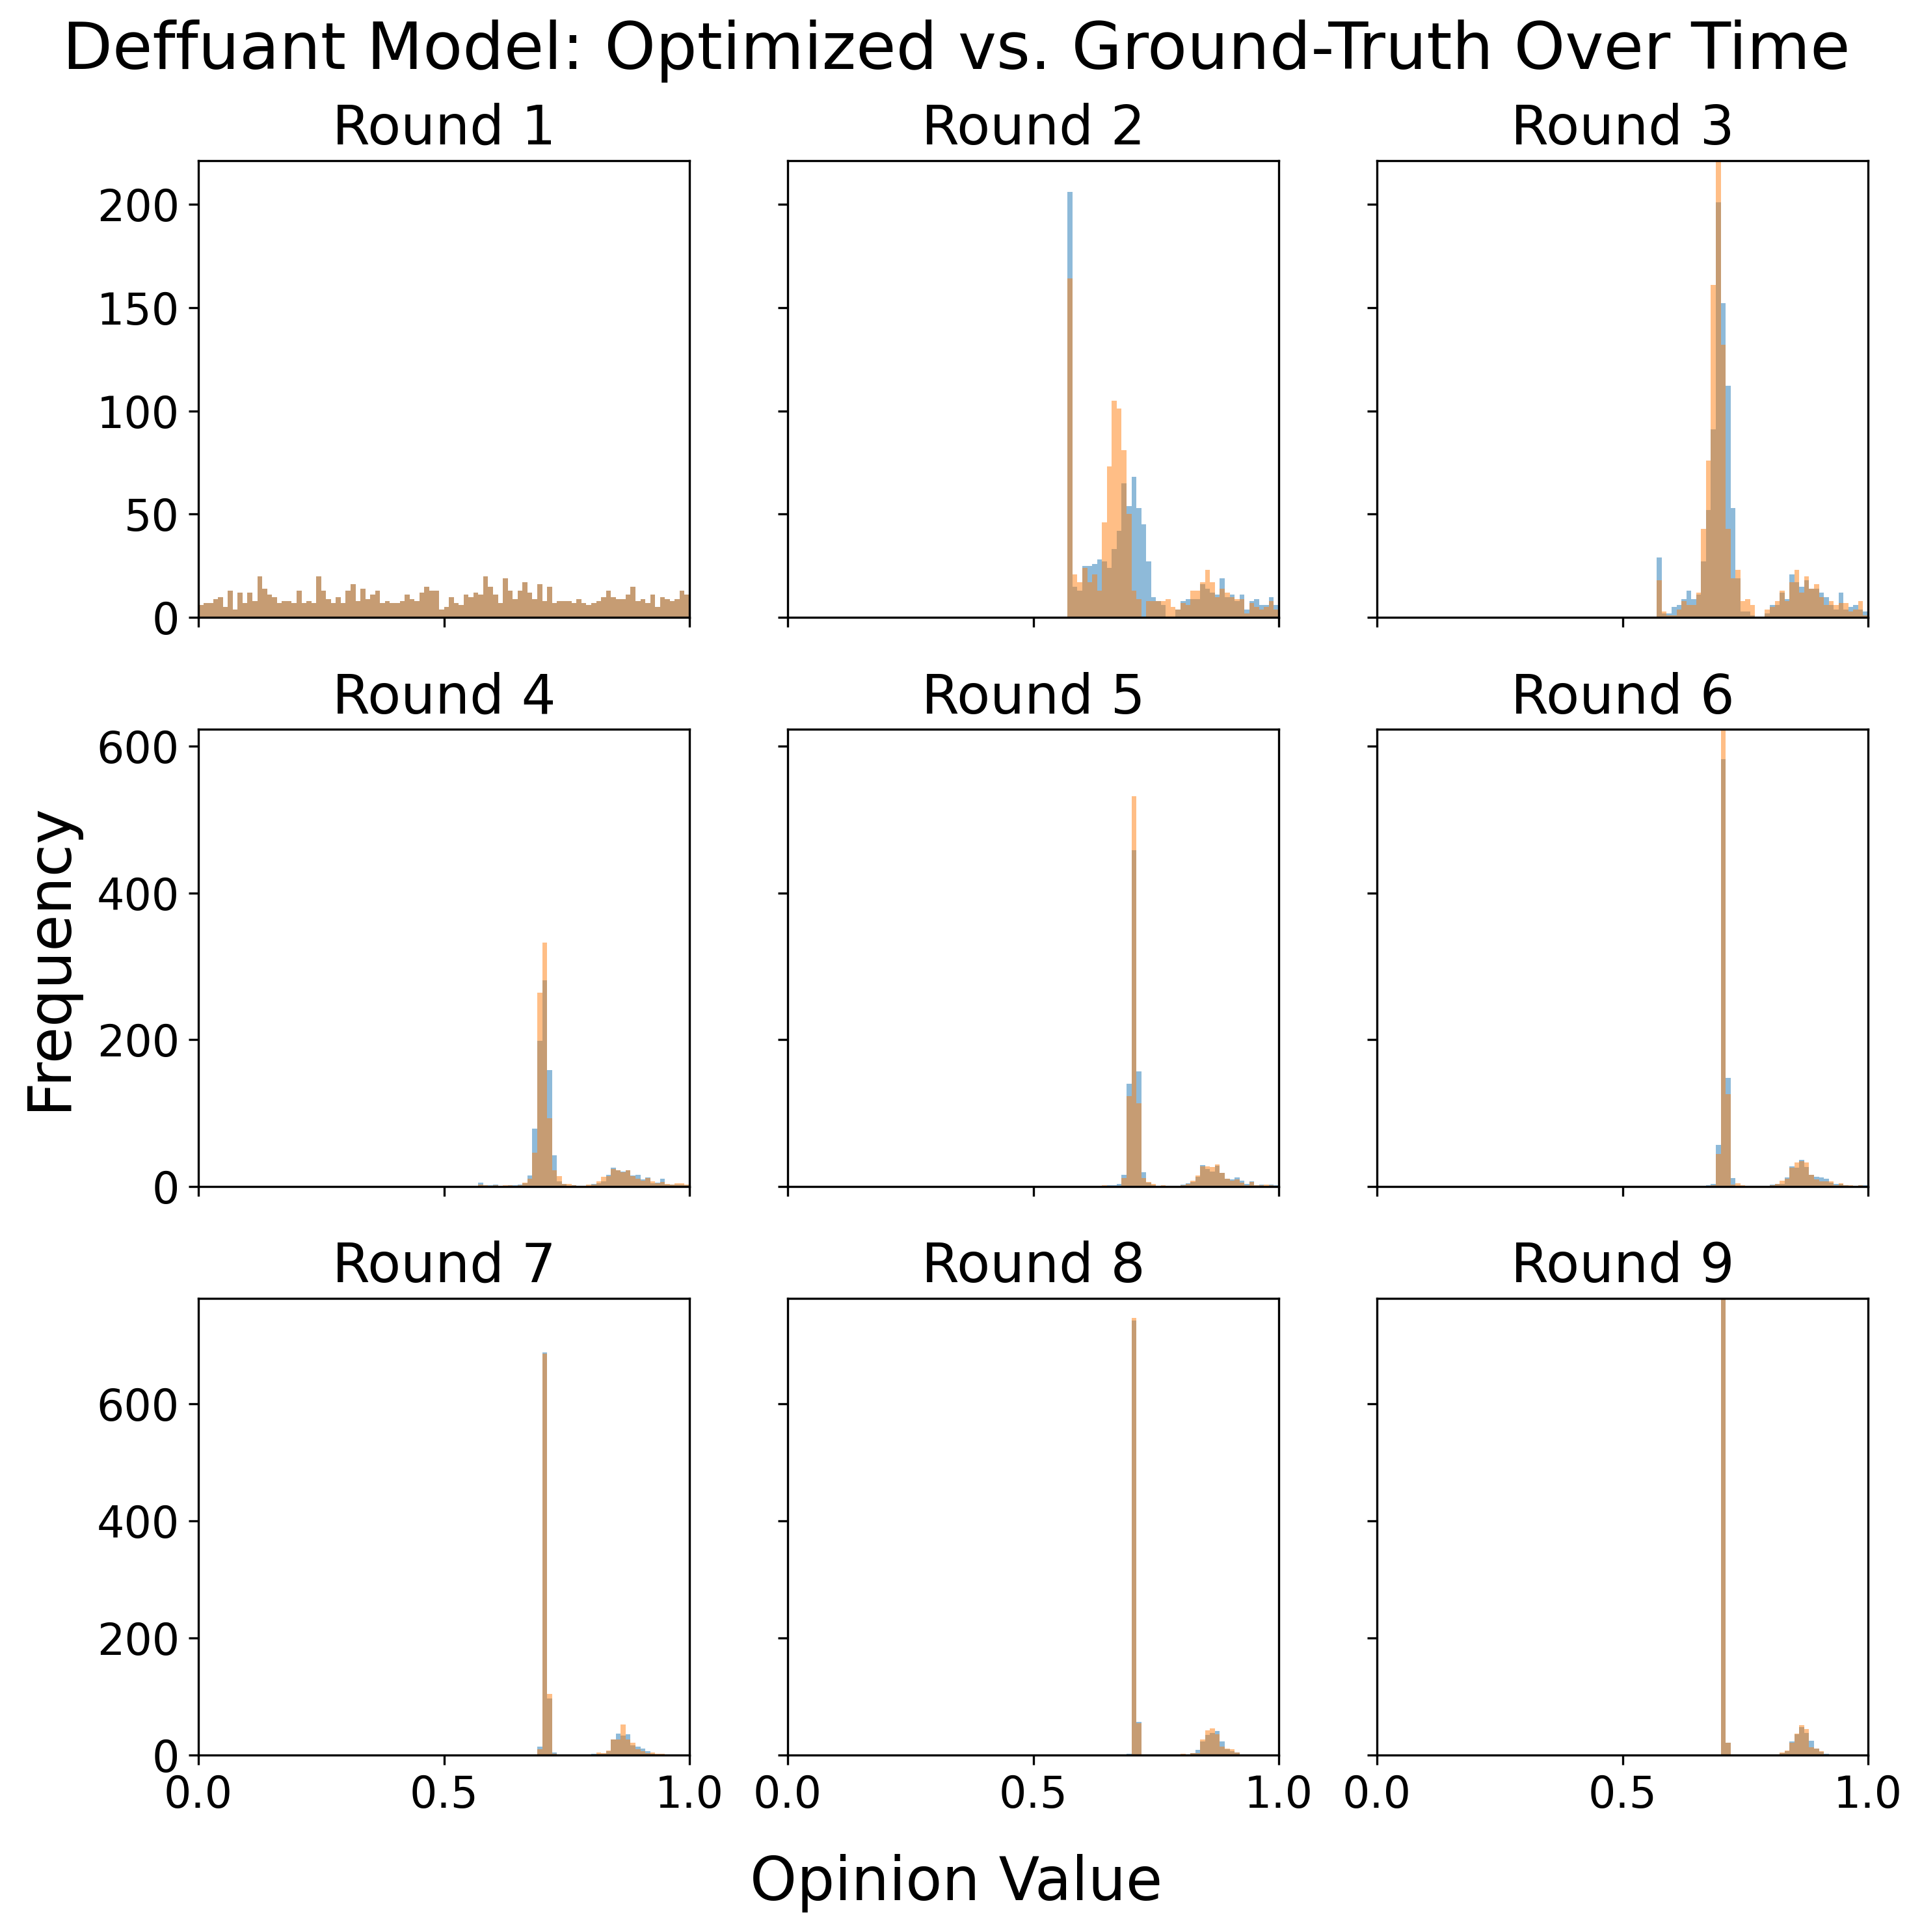 Deffuant Model: Optimized vs. Ground-Truth Over Time
Round 1 Round 2 Round 3
200
150
100
50
0
Round 4 Round 5 Round 6
600
400
200
0
Round 7 Round 8 Round 9
600
400
200
0
0.0 0.5 1.0 0.0 0.5 1.0 0.0 0.5 1.0
Frequency
Opinion Value